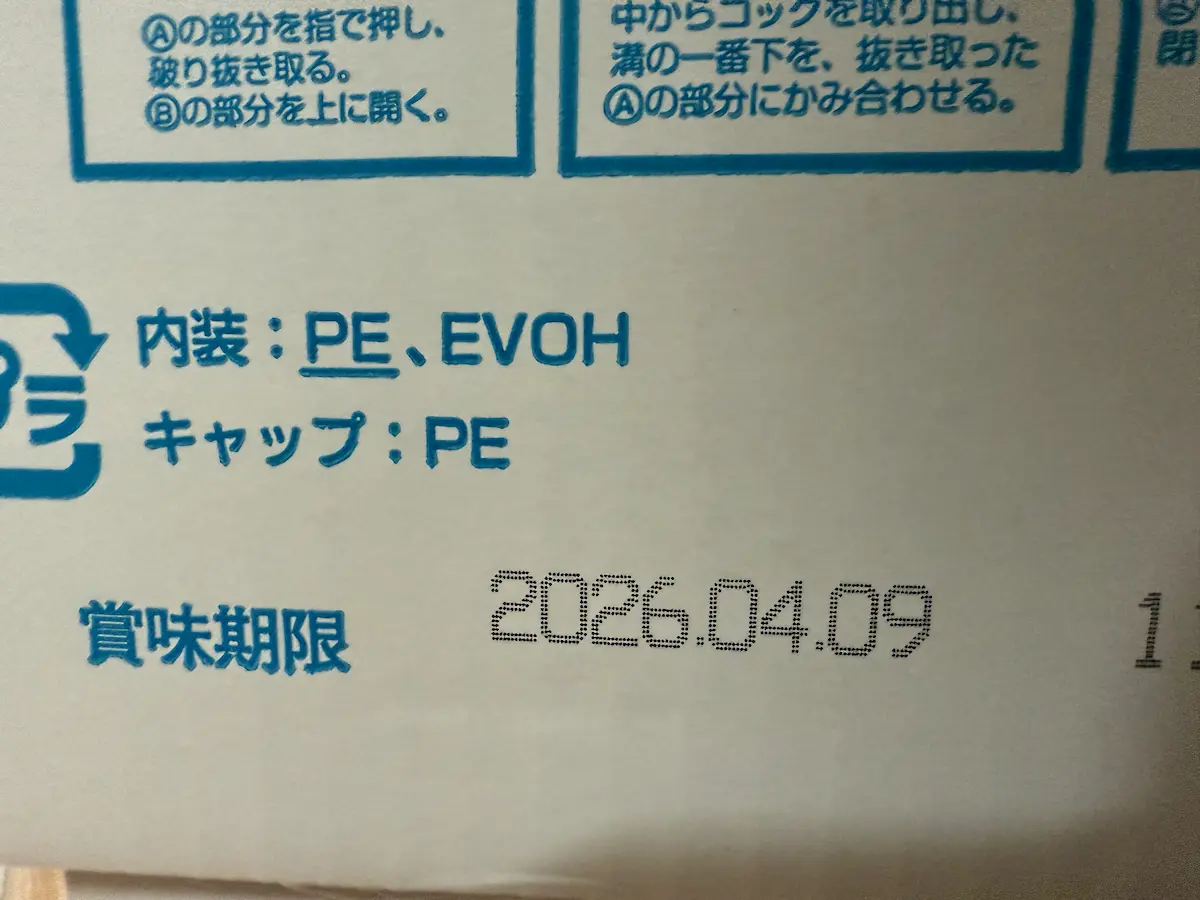 Ⓐの部分を指で押し、
破り抜き取る。
Ⓑの部分を上に開く。
中からコックを取り出し、
溝の一番下を、抜き取った
Ⓐの部分にかみ合わせる。
閉
プラ
内装：PE、EVOH
キャップ：PE
賞味期限 2026.04.09